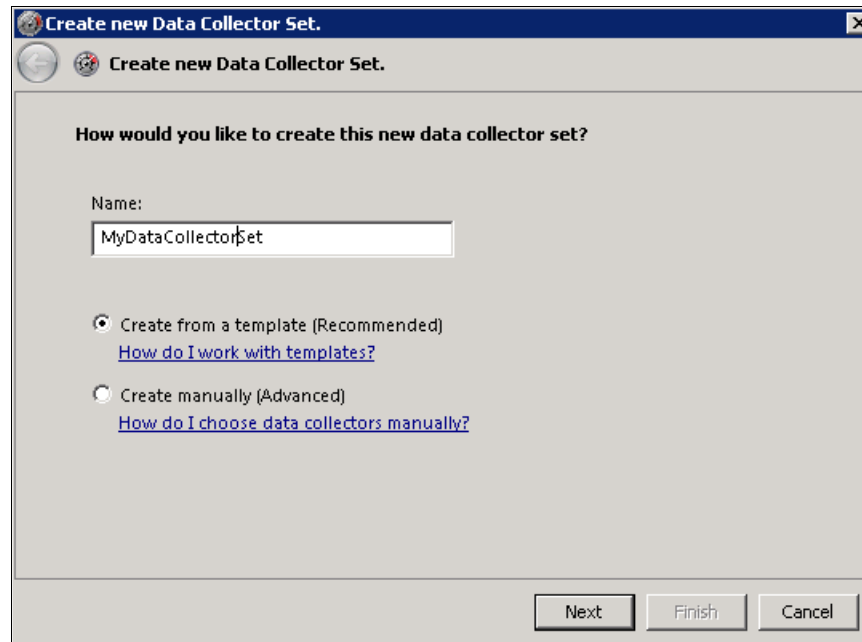 Create new Data Collector Set.
Create new Data Collector Set.
How would you like to create this new data collector set?
Name:
MyDataCollectorSet
Create from a template (Recommended)
How do I work with templates?
Create manually (Advanced)
How do I choose data collectors manually?
Next Finish Cancel